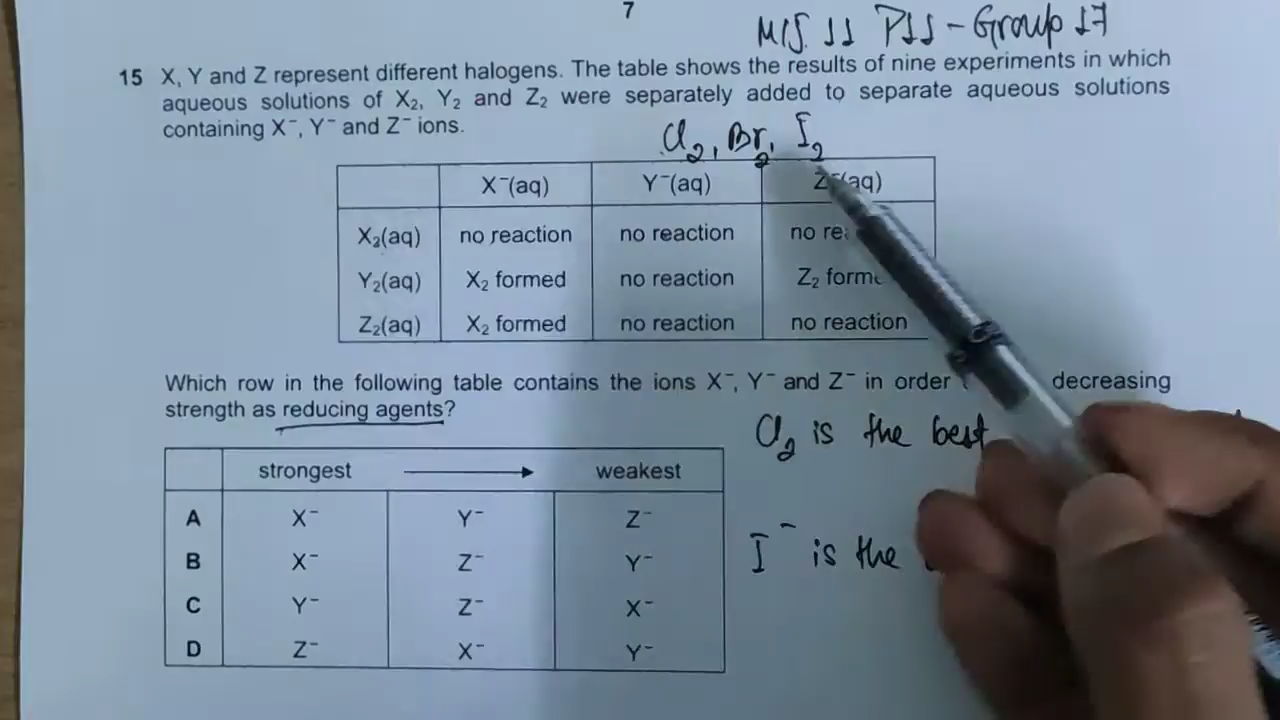 7
M/J 11 P11 - Group 17
15 X, Y and Z represent different halogens. The table shows the results of nine experiments in which
aqueous solutions of X₂, Y₂ and Z₂ were separately added to separate aqueous solutions
containing X⁻, Y⁻ and Z⁻ ions.
Cl₂, Br₂, I₂
X⁻(aq) Y⁻(aq) Z⁻(aq)
X₂(aq) no reaction no reaction no
Y₂(aq) X₂ formed no reaction Z₂
Z₂(aq) X₂ formed no reaction no reaction
Which row in the following table contains the ions X⁻, Y⁻ and Z⁻ in order decreasing
strength as reducing agents?
Cl₂ is the best
strongest → weakest
A X⁻ Y⁻ Z⁻
B X⁻ Z⁻ Y⁻
I⁻ is the
C Y⁻ Z⁻ X⁻
D Z⁻ X⁻ Y⁻